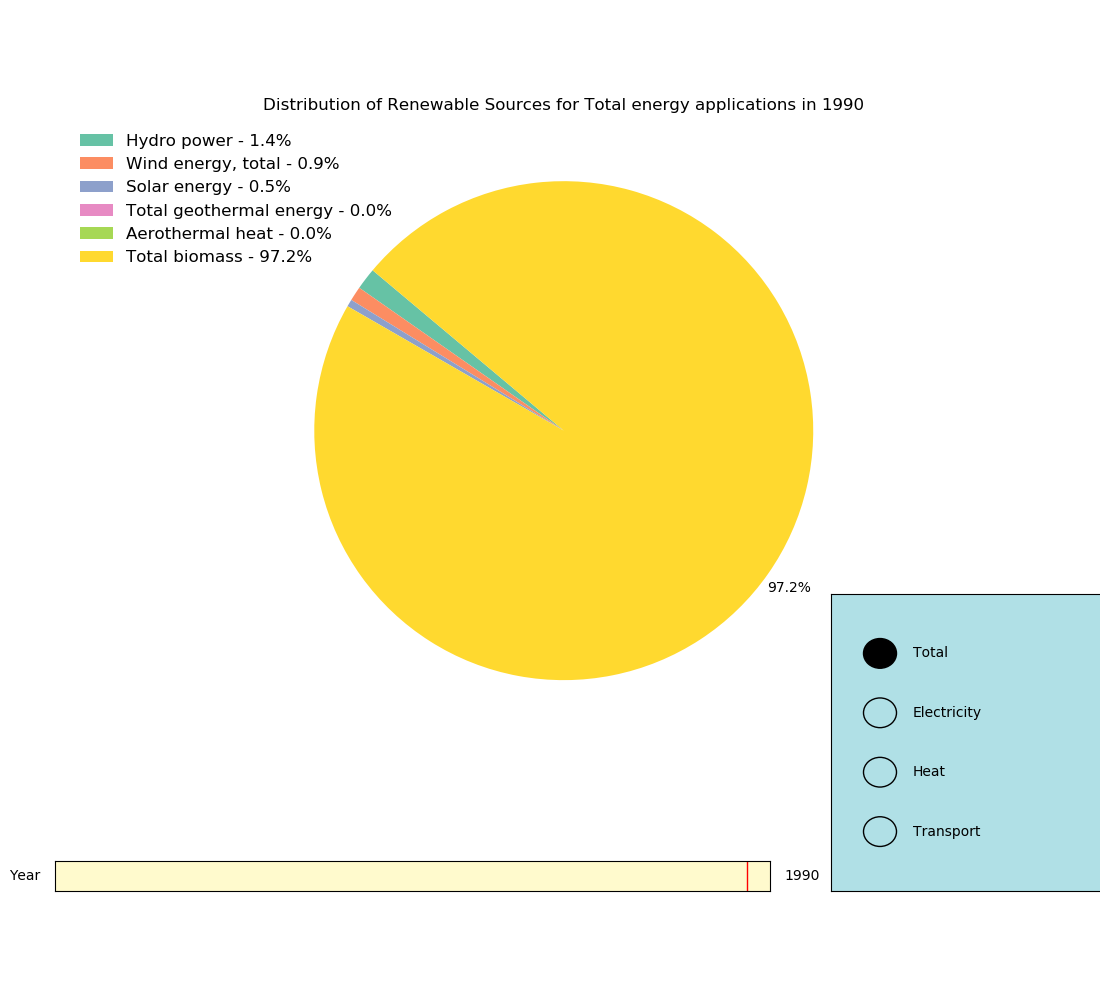 Distribution of Renewable Sources for Total energy applications in 1990
Hydro power - 1.4%
Wind energy, total - 0.9%
Solar energy - 0.5%
Total geothermal energy - 0.0%
Aerothermal heat - 0.0%
Total biomass - 97.2%
97.2%
Total
Electricity
Heat
Transport
Year 1990